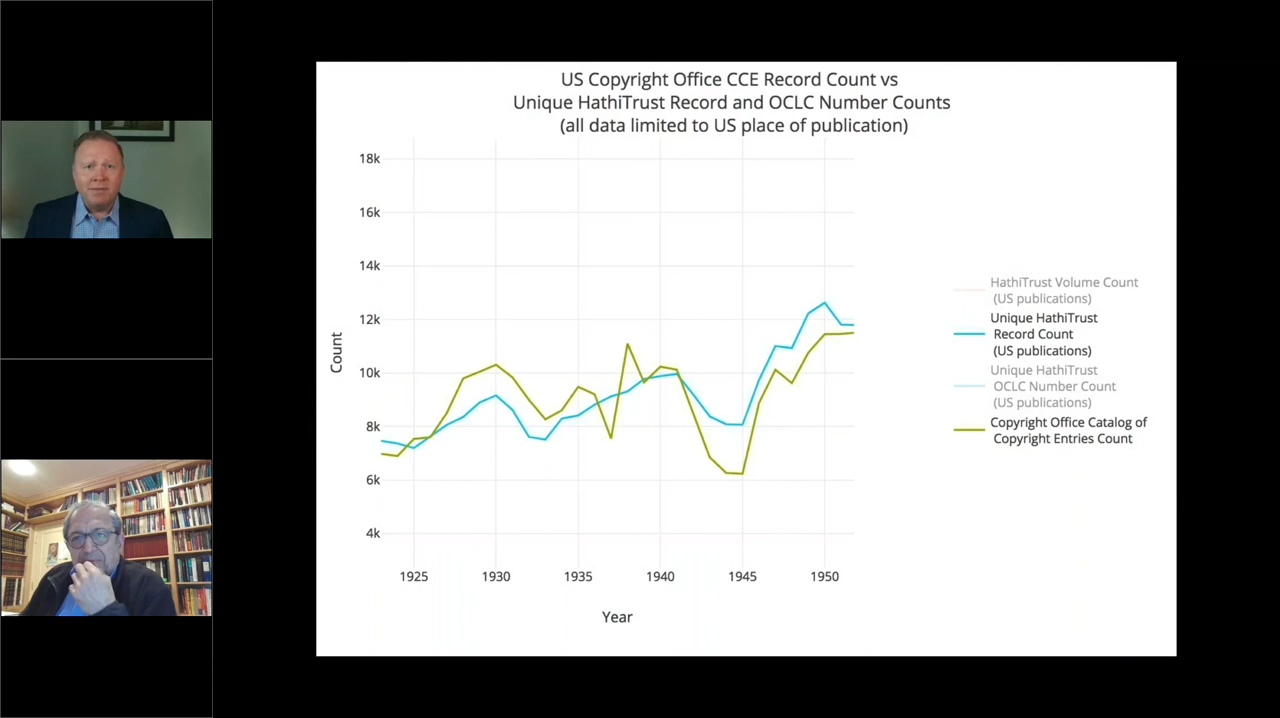 US Copyright Office CCE Record Count vs
Unique HathiTrust Record and OCLC Number Counts
(all data limited to US place of publication)
18k
16k
14k
12k
10k
8k
6k
4k
Count
1925 1930 1935 1940 1945 1950
Year
HathiTrust Volume Count
(US publications)
Unique HathiTrust
Record Count
(US publications)
Unique HathiTrust
OCLC Number Count
(US publications)
Copyright Office Catalog of
Copyright Entries Count